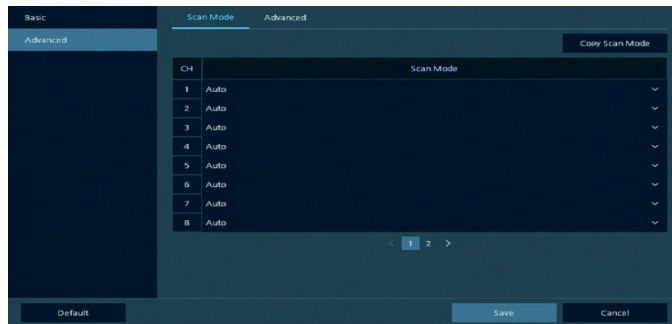 Basic
Scan Mode Advanced
Advanced
Copy Scan Mode
CH Scan Mode
1 Auto
2 Auto
3 Auto
4 Auto
5 Auto
6 Auto
7 Auto
8 Auto
< 1 2 >
Default Save Cancel